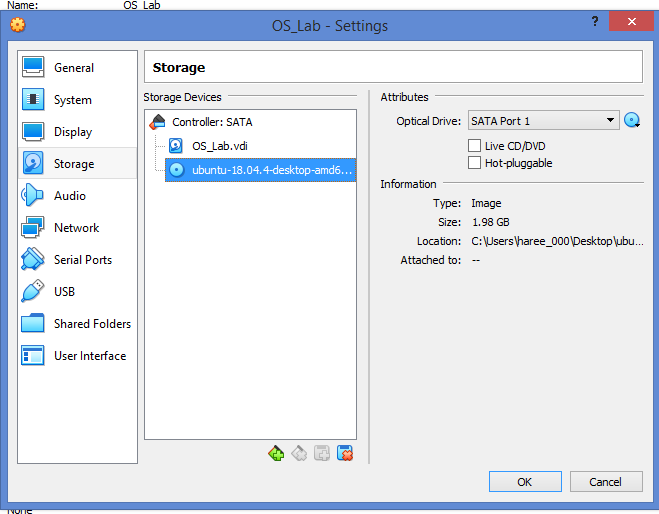 Name: OS_Lab
OS_Lab - Settings ?
General
System
Display
Storage
Audio
Network
Serial Ports
USB
Shared Folders
User Interface
Storage
Storage Devices
Controller: SATA
OS_Lab.vdi
ubuntu-18.04.4-desktop-amd6...
Attributes
Optical Drive: SATA Port 1
Live CD/DVD
Hot-pluggable
Information
Type: Image
Size: 1.98 GB
Location: C:\Users\haree_000\Desktop\ubu...
Attached to: --
OK Cancel
None